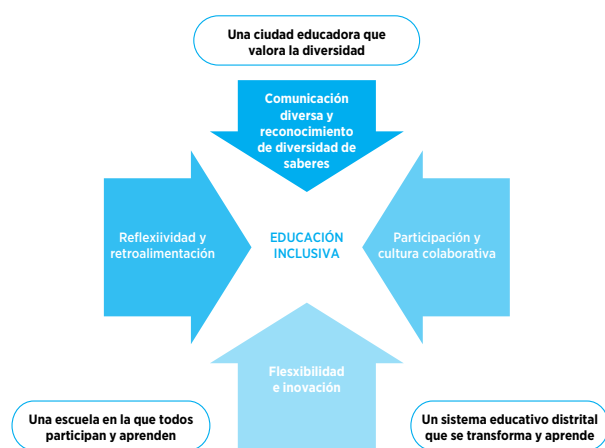 Una ciudad educadora que
valora la diversidad
Comunicación
diversa y
reconocimiento
de diversidad de
saberes
Reflexiividad y
retroalimentación
EDUCACIÓN
INCLUSIVA
Participación y
cultura colaborativa
Flesxibilidad
e inovación
Una escuela en la que todos
participan y aprenden
Un sistema educativo distrital
que se transforma y aprende